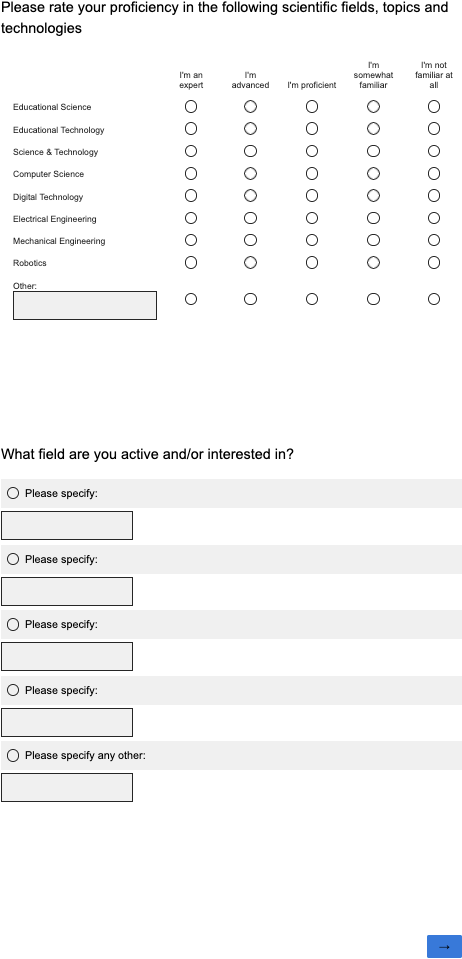 Please rate your proficiency in the following scientific fields, topics and
technologies
I'm an expert
I'm advanced
I'm proficient
I'm somewhat familiar
I'm not familiar at all
Educational Science
Educational Technology
Science & Technology
Computer Science
Digital Technology
Electrical Engineering
Mechanical Engineering
Robotics
Other:
What field are you active and/or interested in?
Please specify:
Please specify:
Please specify:
Please specify:
Please specify any other:
→